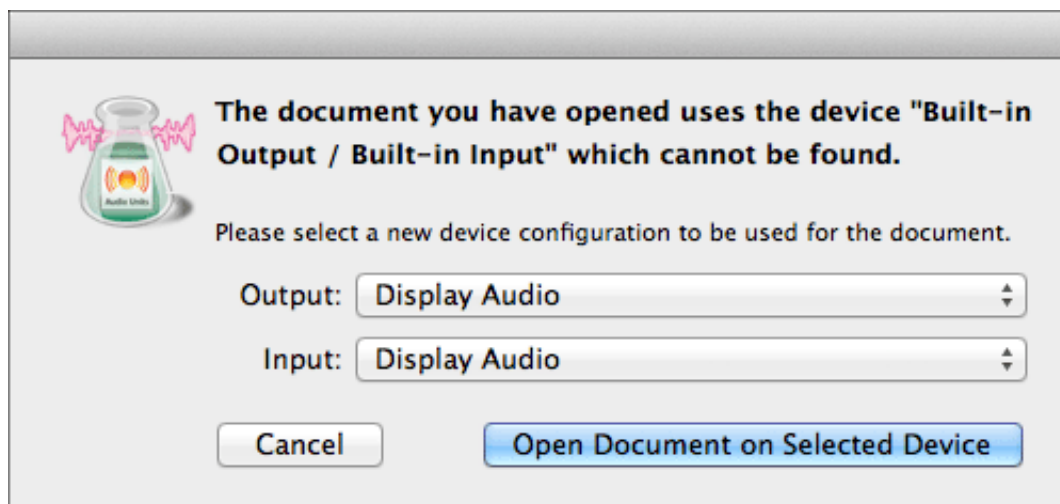 The document you have opened uses the device "Built-in
Output / Built-in Input" which cannot be found.
Audio Units
Please select a new device configuration to be used for the document.
Output: Display Audio
Input: Display Audio
Cancel Open Document on Selected Device